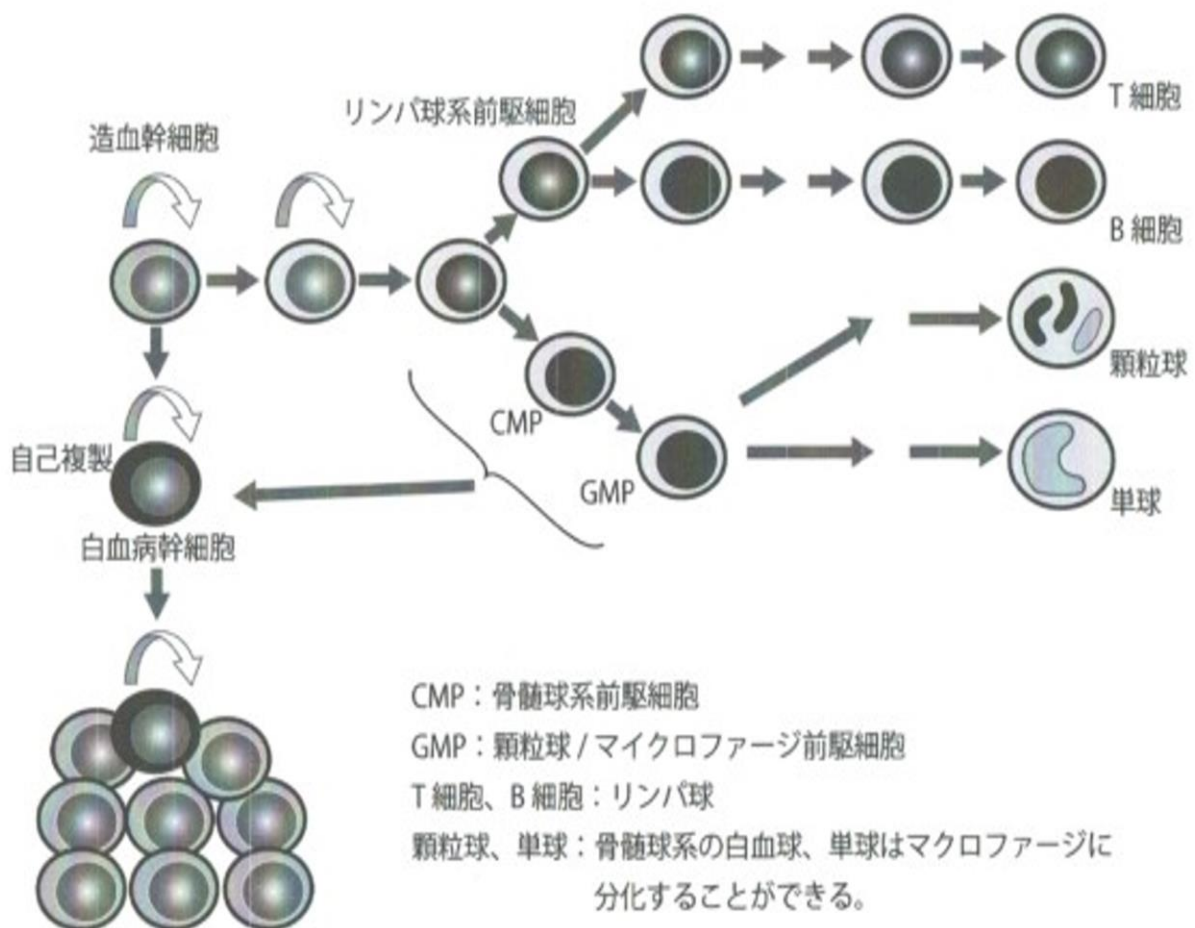 T 細胞
リンパ球系前駆細胞
造血幹細胞
B 細胞
顆粒球
CMP
自己複製
GMP
単球
白血病幹細胞
CMP：骨髄球系前駆細胞
GMP：顆粒球 / マイクロファージ前駆細胞
T 細胞、B 細胞：リンパ球
顆粒球、単球：骨髄球系の白血球、単球はマクロファージに
分化することができる。